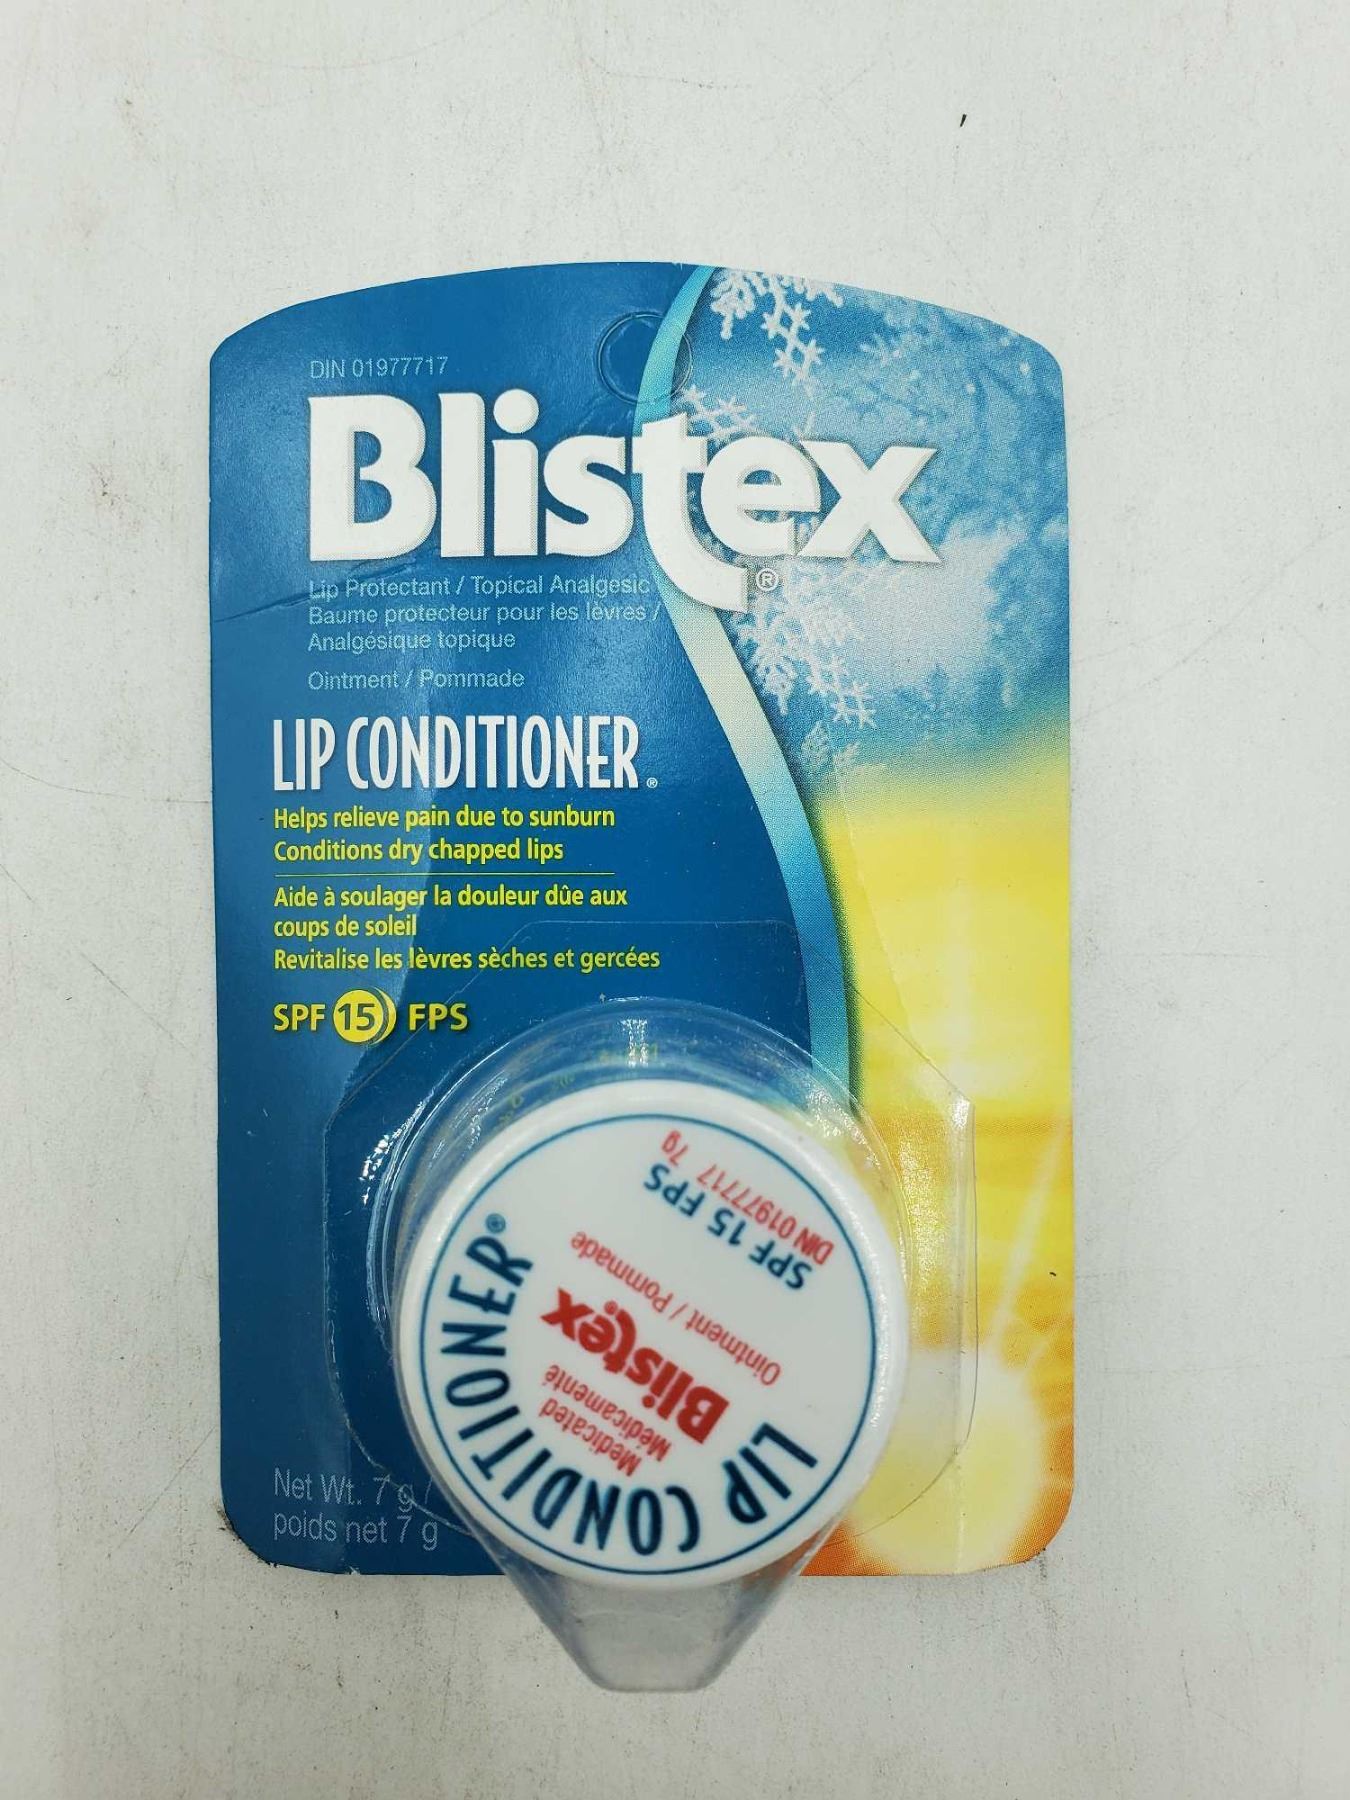 DIN 01977717
Blistex®
Lip Protectant / Topical Analgesic
Baume protecteur pour les lèvres /
Analgésique topique
Ointment / Pommade
LIP CONDITIONER®
Helps relieve pain due to sunburn
Conditions dry chapped lips
Aide à soulager la douleur dûe aux
coups de soleil
Revitalise les lèvres sèches et gercées
SPF 15 FPS
Net Wt. 7 g /
poids net 7 g
LIP CONDITIONER®
Medicated
Médicamenté
Blistex®
Ointment / Pommade
SPF 15 FPS
DIN 01977717 7g